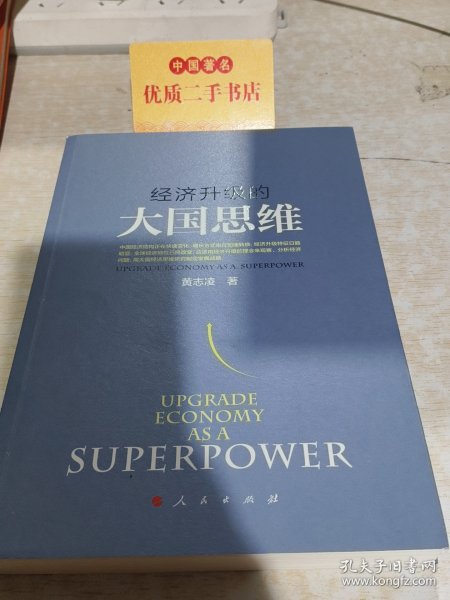 中国著名
优质二手书店
经济升级的
大国思维
UPGRADE ECONOMY AS A SUPERPOWER
黄志凌 著
UPGRADE
ECONOMY
AS A
SUPERPOWER
人民出版社
孔夫子旧书网
www.kongfz.com